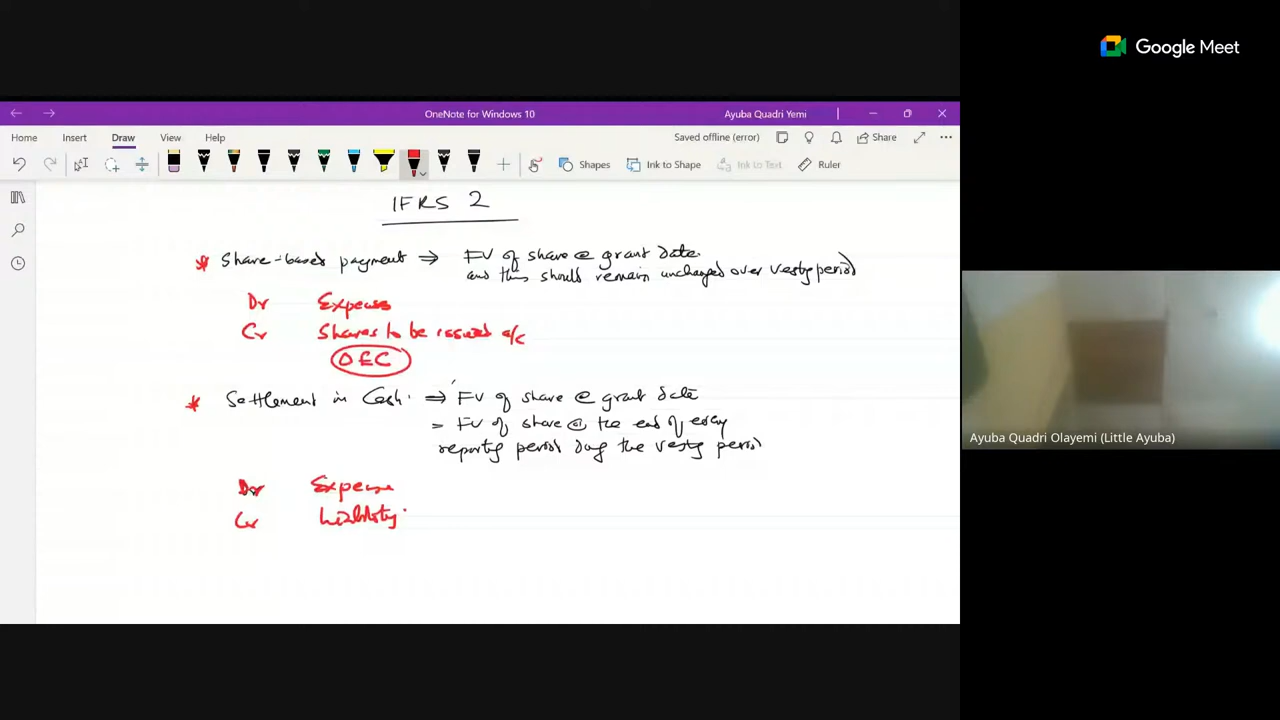 Google Meet
OneNote for Windows 10
Ayuba Quadri Yemi
Home Insert Draw View Help
Saved offline (error) Share
Shapes Ink to Shape Ink to Text Ruler
IFRS 2
* Share-based payment ⇒ FV of share @ grant date
and this should remain unchanged over vesty period)
Dr Expense
Cr Shares to be issued a/c
OEC
* Settlement in Cash. ⇒ FV of share @ grant date
= FV of share @ the end of every
reporting period dug the vesty period
Dr Expense
Cr Liability.
Ayuba Quadri Olayemi (Little Ayuba)